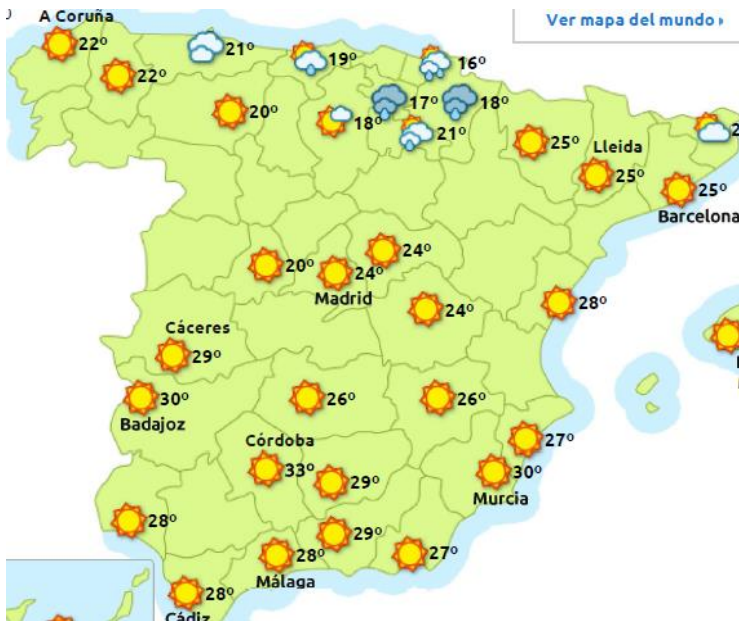 A Coruña
Ver mapa del mundo
22º
21º
19º
16º
22º
20º
18º
17º
18º
21º
25º
Lleida
25º
25º
Barcelona
20º
24º
24º
Madrid
24º
28º
Cáceres
29º
30º
Badajoz
26º
26º
27º
Córdoba
33º
29º
30º
Murcia
28º
29º
28º
27º
Málaga
28º
Cádiz